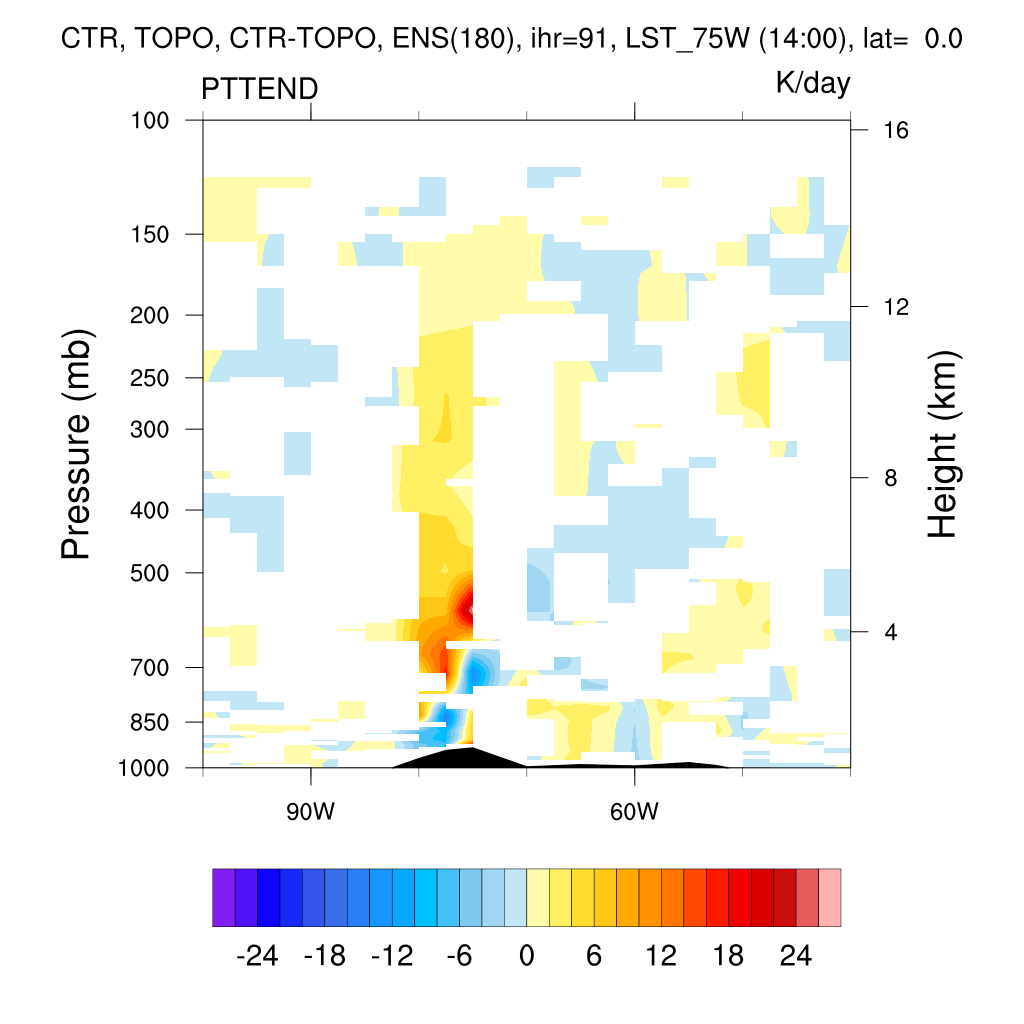 CTR, TOPO, CTR-TOPO, ENS(180), ihr=91, LST_75W (14:00), lat=  0.0
PTTEND K/day
100 16
150
200 12
250
300
400 8
500
700 4
850
1000
Pressure (mb)
Height (km)
90W 60W
-24 -18 -12 -6 0 6 12 18 24